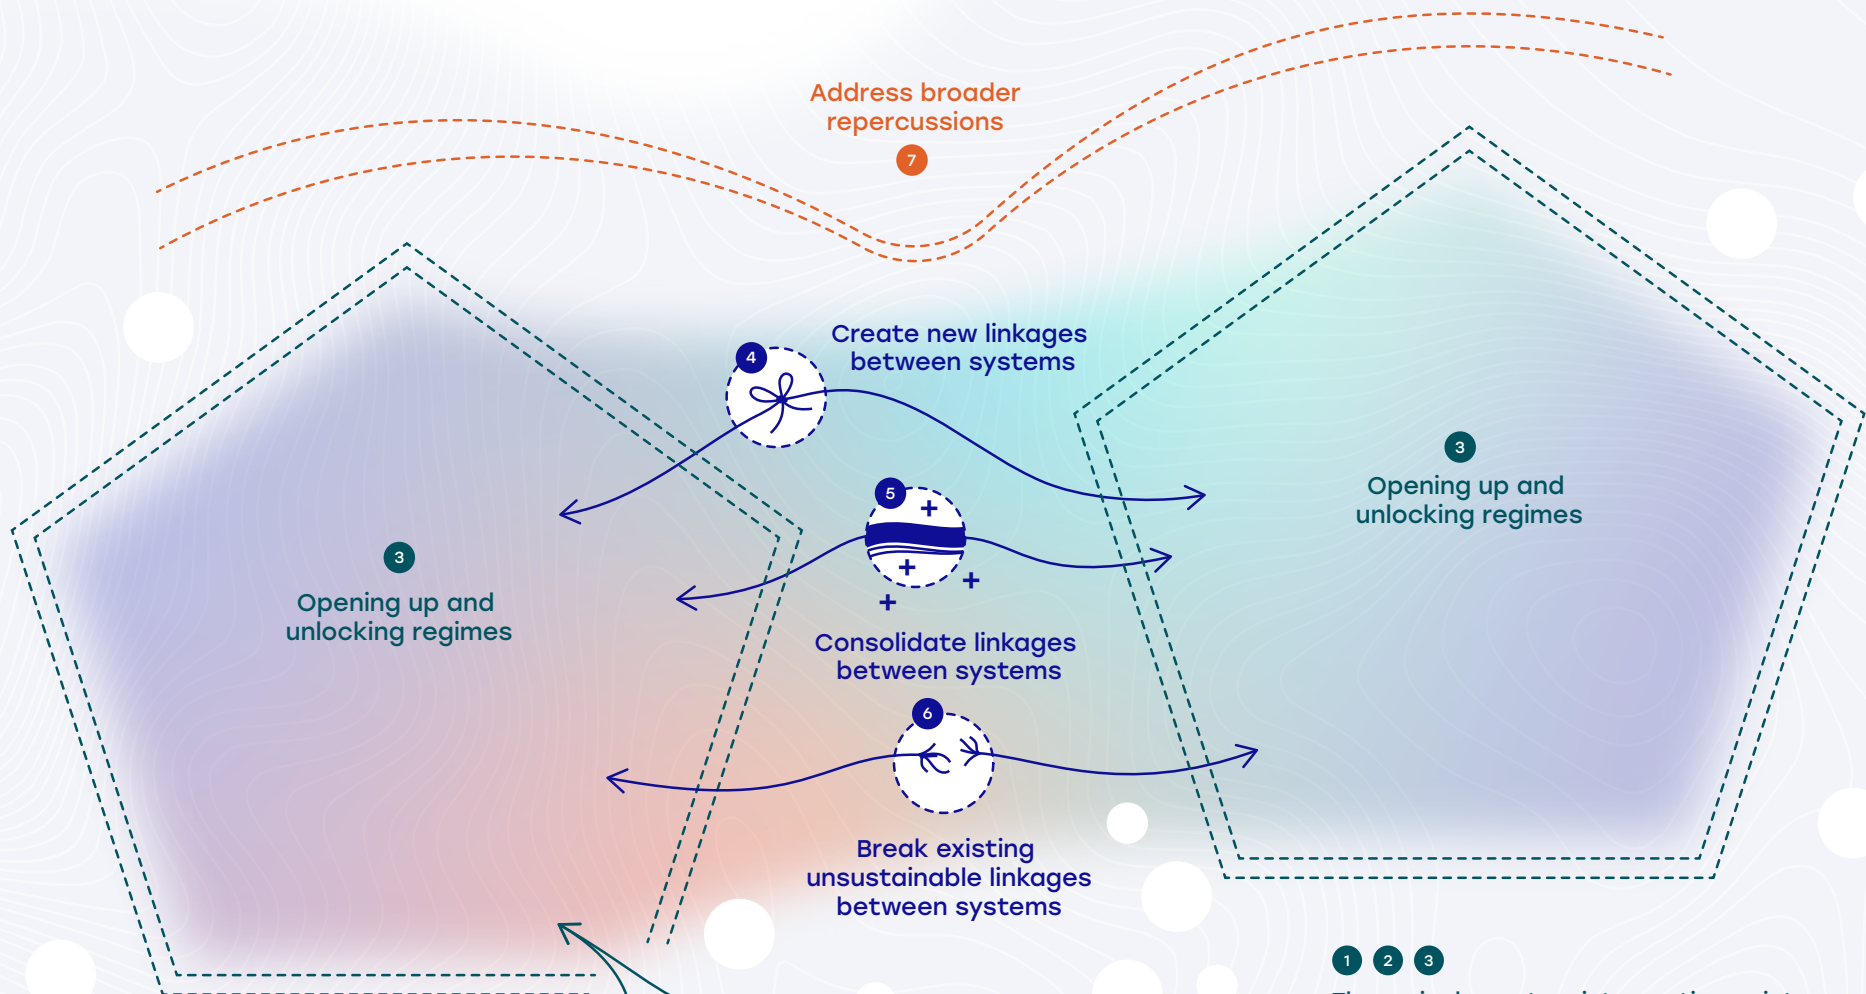 Address broader
repercussions
7
4
Create new linkages
between systems
5
Consolidate linkages
between systems
6
Break existing
unsustainable linkages
between systems
3
Opening up and
unlocking regimes
3
Opening up and
unlocking regimes
1 2 3